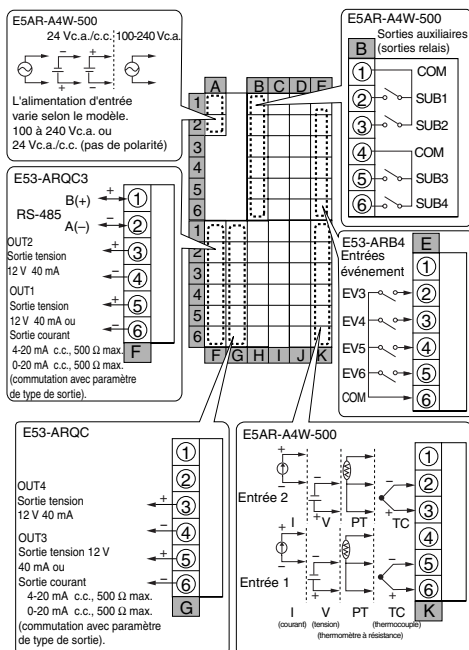 E5AR-A4W-500
24 Vc.a./c.c. 100-240 Vc.a.
− + 
+ −
L'alimentation d'entrée
varie selon le modèle.
100 à 240 Vc.a. ou
24 Vc.a./c.c (pas de polarité)
E5AR-A4W-500
Sorties auxiliaires
(sorties relais)
B
1 COM
2 SUB1
3 SUB2
4 COM
5 SUB3
6 SUB4
A B C D E
1
2
3
4
5
6
1
2
3
4
5
6
F G H I J K
E53-ARQC3
B(+) + 1
RS-485
A(−) − 2
OUT2
Sortie tension + 3
12 V 40 mA
− 4
OUT1
Sortie tension + 5
12 V 40 mA ou
Sortie courant − 6
4-20 mA c.c., 500 Ω max.
0-20 mA c.c., 500 Ω max.
(commutation avec paramètre
de type de sortie).
F
E53-ARB4
Entrées
événement
E
1
EV3 2
EV4 3
EV5 4
EV6 5
COM 6
E53-ARQC
1
2
OUT4
Sortie tension + 3
12 V 40 mA
− 4
OUT3
Sortie tension 12 V + 5
40 mA ou
Sortie courant − 6
4-20 mA c.c., 500 Ω max.
0-20 mA c.c., 500 Ω max.
(commutation avec paramètre
de type de sortie).
G
E5AR-A4W-500
1
2
3
4
5
6
K
Entrée 2
− + − +
I V PT TC
Entrée 1
− + − +
I V PT TC
(courant) (tension) (thermocouple)
(thermomètre à résistance)